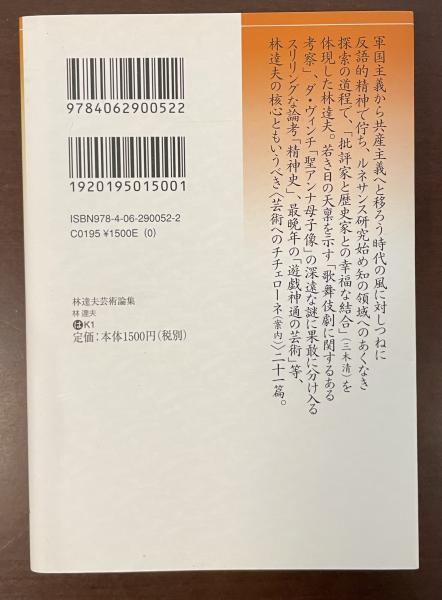 軍国主義から共産主義へと移ろう時代の風に対しつねに
反語的精神で佇ち、ルネサンス研究始め知の領域へのあくなき
探索の道程で、「批評家と歴史家との幸福な結合」（三木清）を
体現した林達夫。若き日の天稟を示す「歌舞伎劇に関するある
考察」、ダ・ヴィンチ「聖アンナ母子像」の深遠な謎に果敢に分け入る
スリリングな論考「精神史」、最晩年の「遊戯神通の芸術」等、
林達夫の核心ともいうべき〈芸術へのチチェローネ（案内）〉二十一篇。
9784062900522
1920195015001
ISBN978-4-06-290052-2
C0195 ¥1500E (0)
林達夫芸術論集
林 達夫
はK1
定価：本体1500円（税別）